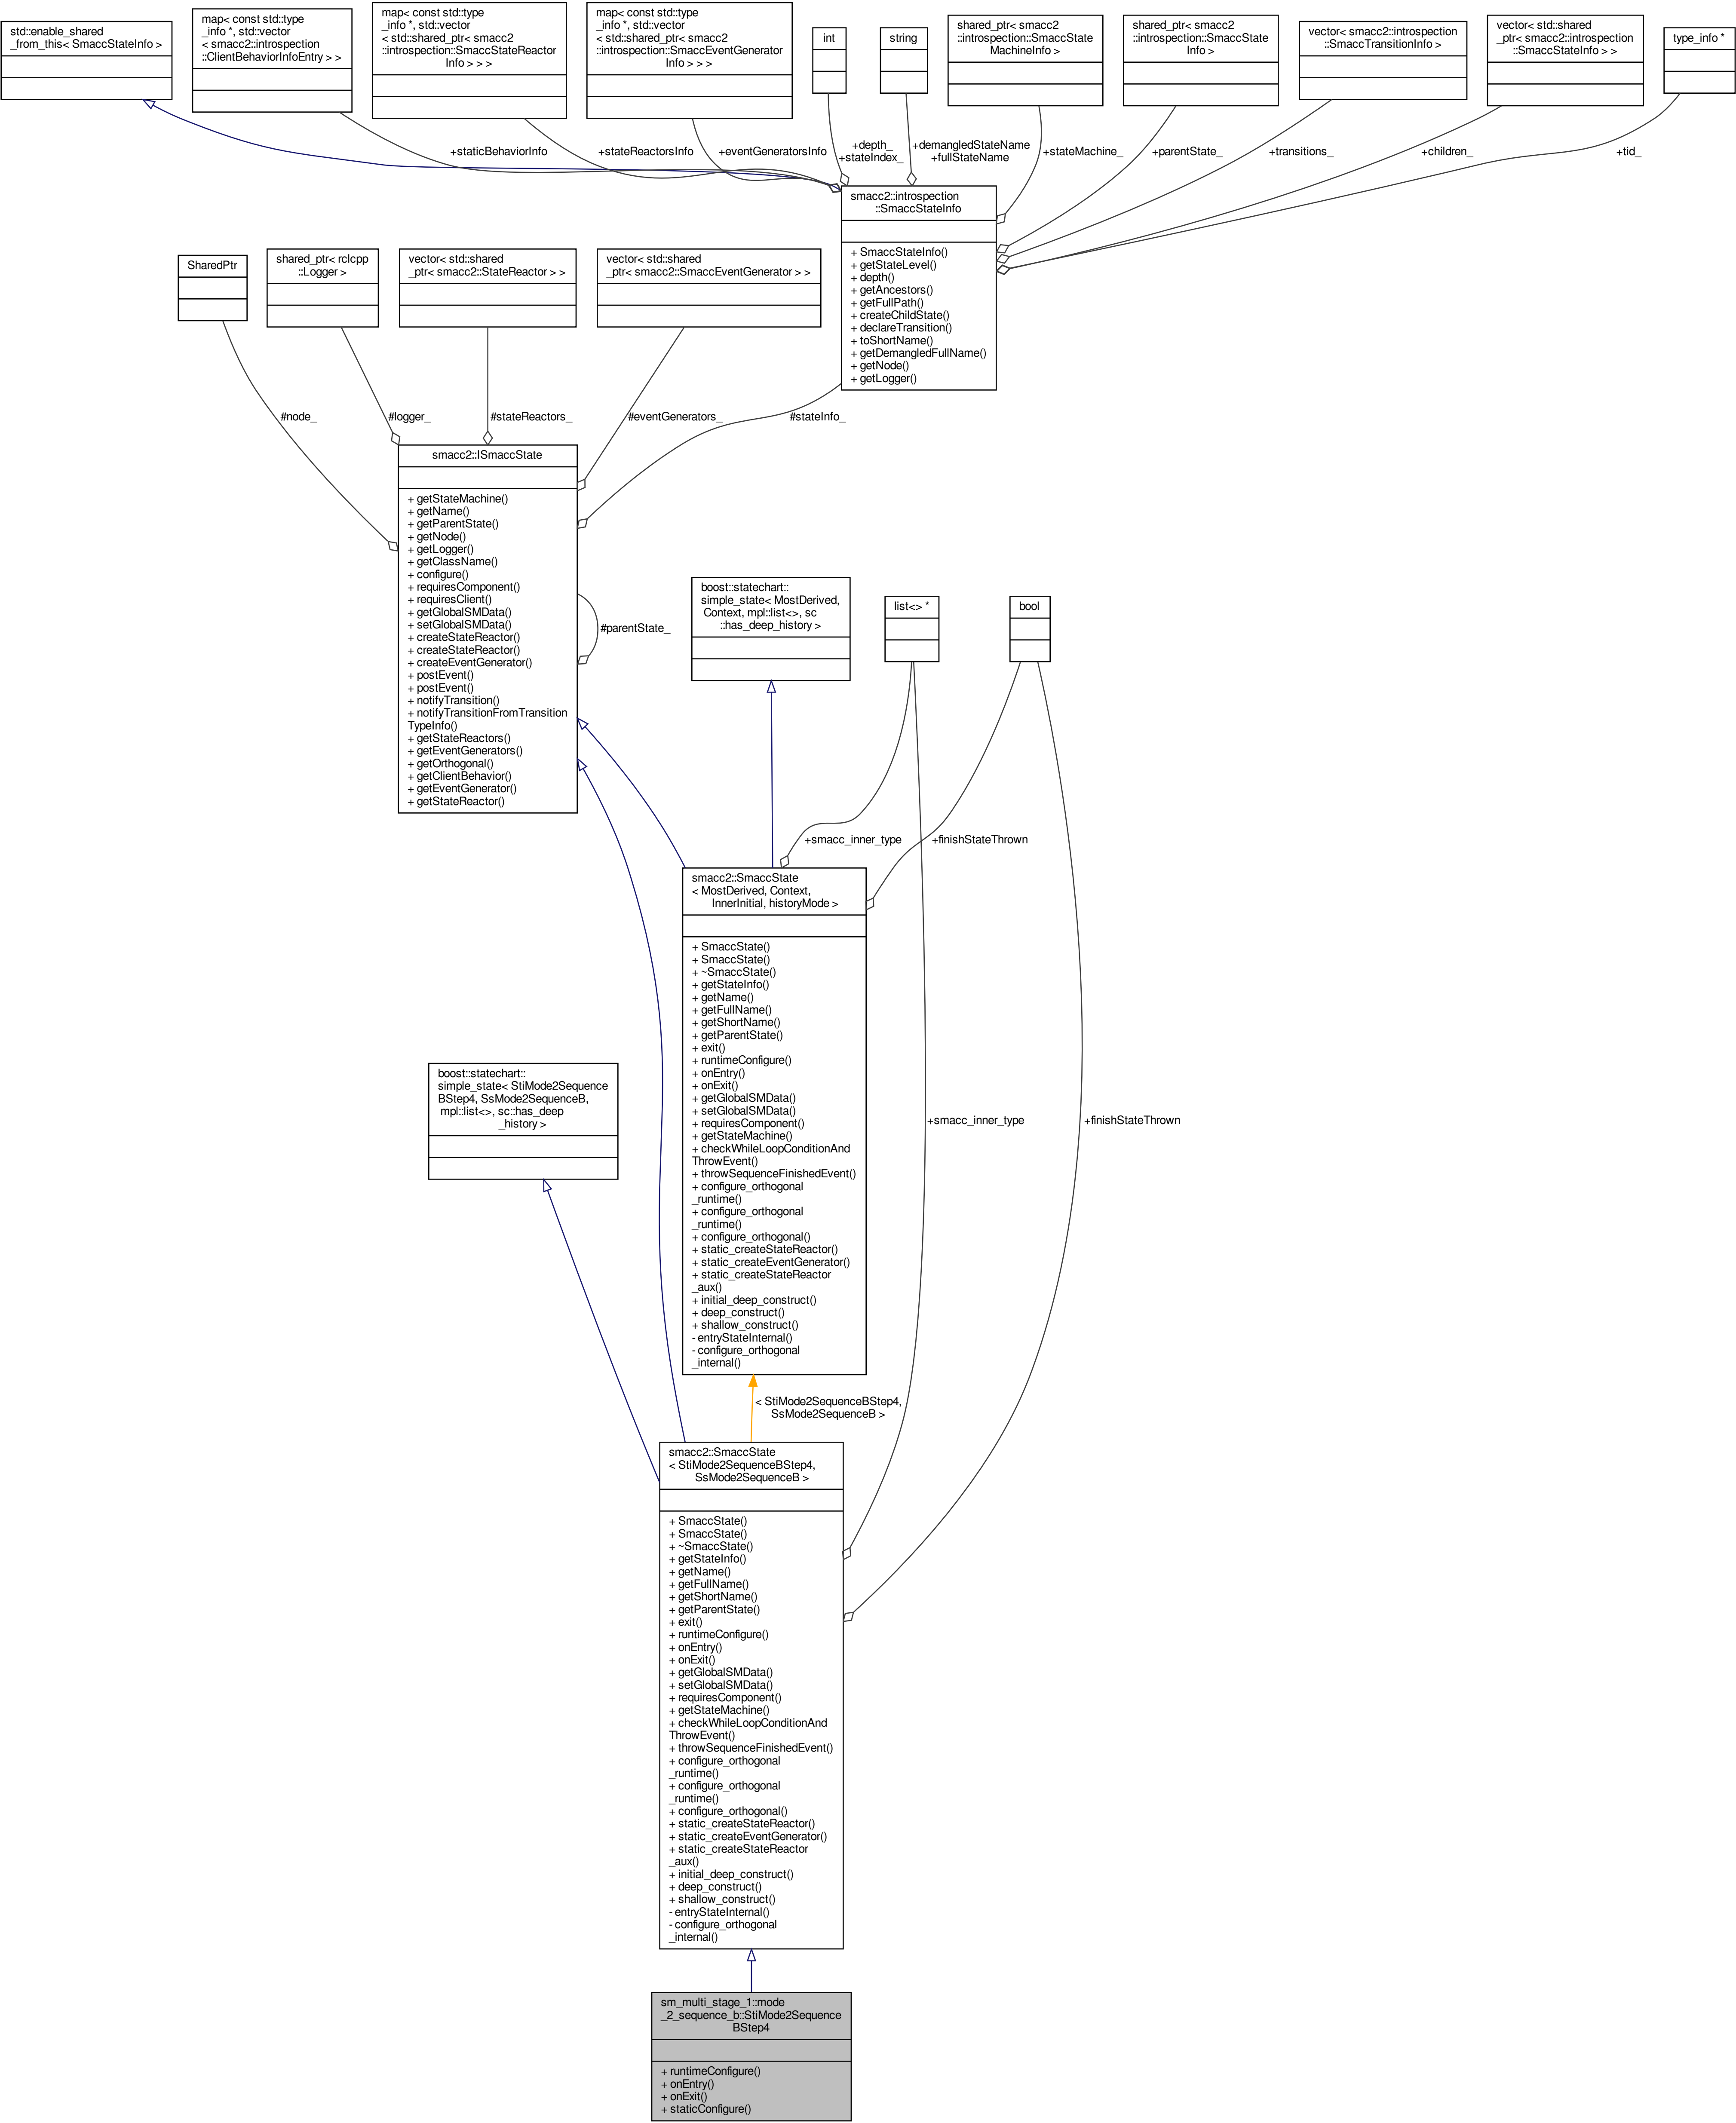 std::enable_shared
_from_this< SmaccStateInfo >
map< const std::type
_info *, std::vector
< smacc2::introspection
::ClientBehaviorInfoEntry > >
map< const std::type
_info *, std::vector
< std::shared_ptr< smacc2
::introspection::SmaccStateReactor
Info > > >
map< const std::type
_info *, std::vector
< std::shared_ptr< smacc2
::introspection::SmaccEventGenerator
Info > > >
int
string
shared_ptr< smacc2
::introspection::SmaccState
MachineInfo >
shared_ptr< smacc2
::introspection::SmaccState
Info >
vector< smacc2::introspection
::SmaccTransitionInfo >
vector< std::shared
_ptr< smacc2::introspection
::SmaccStateInfo > >
type_info *
+staticBehaviorInfo
+stateReactorsInfo
+eventGeneratorsInfo
+depth_
+stateIndex_
+demangledStateName
+fullStateName
+stateMachine_
+parentState_
+transitions_
+children_
+tid_
smacc2::introspection
::SmaccStateInfo
+ SmaccStateInfo()
+ getStateLevel()
+ depth()
+ getAncestors()
+ getFullPath()
+ createChildState()
+ declareTransition()
+ toShortName()
+ getDemangledFullName()
+ getNode()
+ getLogger()
SharedPtr
shared_ptr< rclcpp
::Logger >
vector< std::shared
_ptr< smacc2::StateReactor > >
vector< std::shared
_ptr< smacc2::SmaccEventGenerator > >
#node_
#logger_
#stateReactors_
#eventGenerators_
#stateInfo_
smacc2::ISmaccState
+ getStateMachine()
+ getName()
+ getParentState()
+ getNode()
+ getLogger()
+ getClassName()
+ configure()
+ requiresComponent()
+ requiresClient()
+ getGlobalSMData()
+ setGlobalSMData()
+ createStateReactor()
+ createStateReactor()
+ createEventGenerator()
+ postEvent()
+ postEvent()
+ notifyTransition()
+ notifyTransitionFromTransition
TypeInfo()
+ getStateReactors()
+ getEventGenerators()
+ getOrthogonal()
+ getClientBehavior()
+ getEventGenerator()
+ getStateReactor()
#parentState_
boost::statechart::
simple_state< MostDerived,
Context, mpl::list<>, sc
::has_deep_history >
list<> *
bool
+smacc_inner_type
+finishStateThrown
smacc2::SmaccState
< MostDerived, Context,
InnerInitial, historyMode >
+ SmaccState()
+ SmaccState()
+ ~SmaccState()
+ getStateInfo()
+ getName()
+ getFullName()
+ getShortName()
+ getParentState()
+ exit()
+ runtimeConfigure()
+ onEntry()
+ onExit()
+ getGlobalSMData()
+ setGlobalSMData()
+ requiresComponent()
+ getStateMachine()
+ checkWhileLoopConditionAnd
ThrowEvent()
+ throwSequenceFinishedEvent()
+ configure_orthogonal
_runtime()
+ configure_orthogonal
_runtime()
+ configure_orthogonal()
+ static_createStateReactor()
+ static_createEventGenerator()
+ static_createStateReactor
_aux()
+ initial_deep_construct()
+ deep_construct()
+ shallow_construct()
- entryStateInternal()
- configure_orthogonal
_internal()
boost::statechart::
simple_state< StiMode2Sequence
BStep4, SsMode2SequenceB,
mpl::list<>, sc::has_deep
_history >
+smacc_inner_type
+finishStateThrown
< StiMode2SequenceBStep4,
SsMode2SequenceB >
smacc2::SmaccState
< StiMode2SequenceBStep4,
SsMode2SequenceB >
+ SmaccState()
+ SmaccState()
+ ~SmaccState()
+ getStateInfo()
+ getName()
+ getFullName()
+ getShortName()
+ getParentState()
+ exit()
+ runtimeConfigure()
+ onEntry()
+ onExit()
+ getGlobalSMData()
+ setGlobalSMData()
+ requiresComponent()
+ getStateMachine()
+ checkWhileLoopConditionAnd
ThrowEvent()
+ throwSequenceFinishedEvent()
+ configure_orthogonal
_runtime()
+ configure_orthogonal
_runtime()
+ configure_orthogonal()
+ static_createStateReactor()
+ static_createEventGenerator()
+ static_createStateReactor
_aux()
+ initial_deep_construct()
+ deep_construct()
+ shallow_construct()
- entryStateInternal()
- configure_orthogonal
_internal()
sm_multi_stage_1::mode
_2_sequence_b::StiMode2Sequence
BStep4
+ runtimeConfigure()
+ onEntry()
+ onExit()
+ staticConfigure()